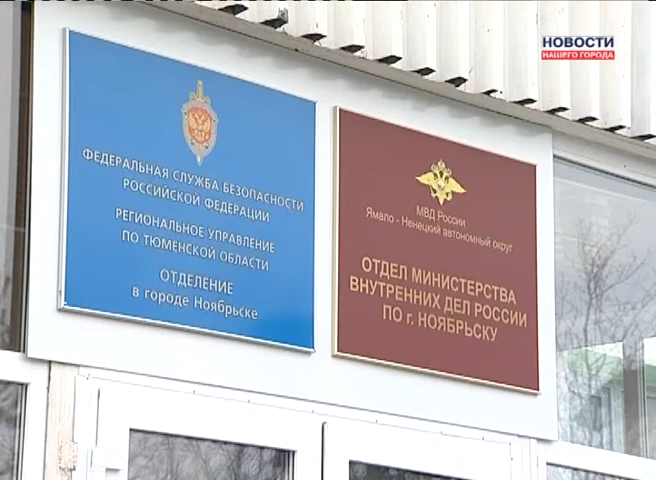 НОВОСТИ
НАШЕГО ГОРОДА
ФЕДЕРАЛЬНАЯ СЛУЖБА БЕЗОПАСНОСТИ
РОССИЙСКОЙ ФЕДЕРАЦИИ
РЕГИОНАЛЬНОЕ УПРАВЛЕНИЕ
ПО ТЮМЕНСКОЙ ОБЛАСТИ
ОТДЕЛЕНИЕ
в городе Ноябрьске
МВД России
Ямало - Ненецкий автономный округ
ОТДЕЛ МИНИСТЕРСТВА
ВНУТРЕННИХ ДЕЛ РОССИИ
ПО г. НОЯБРЬСКУ